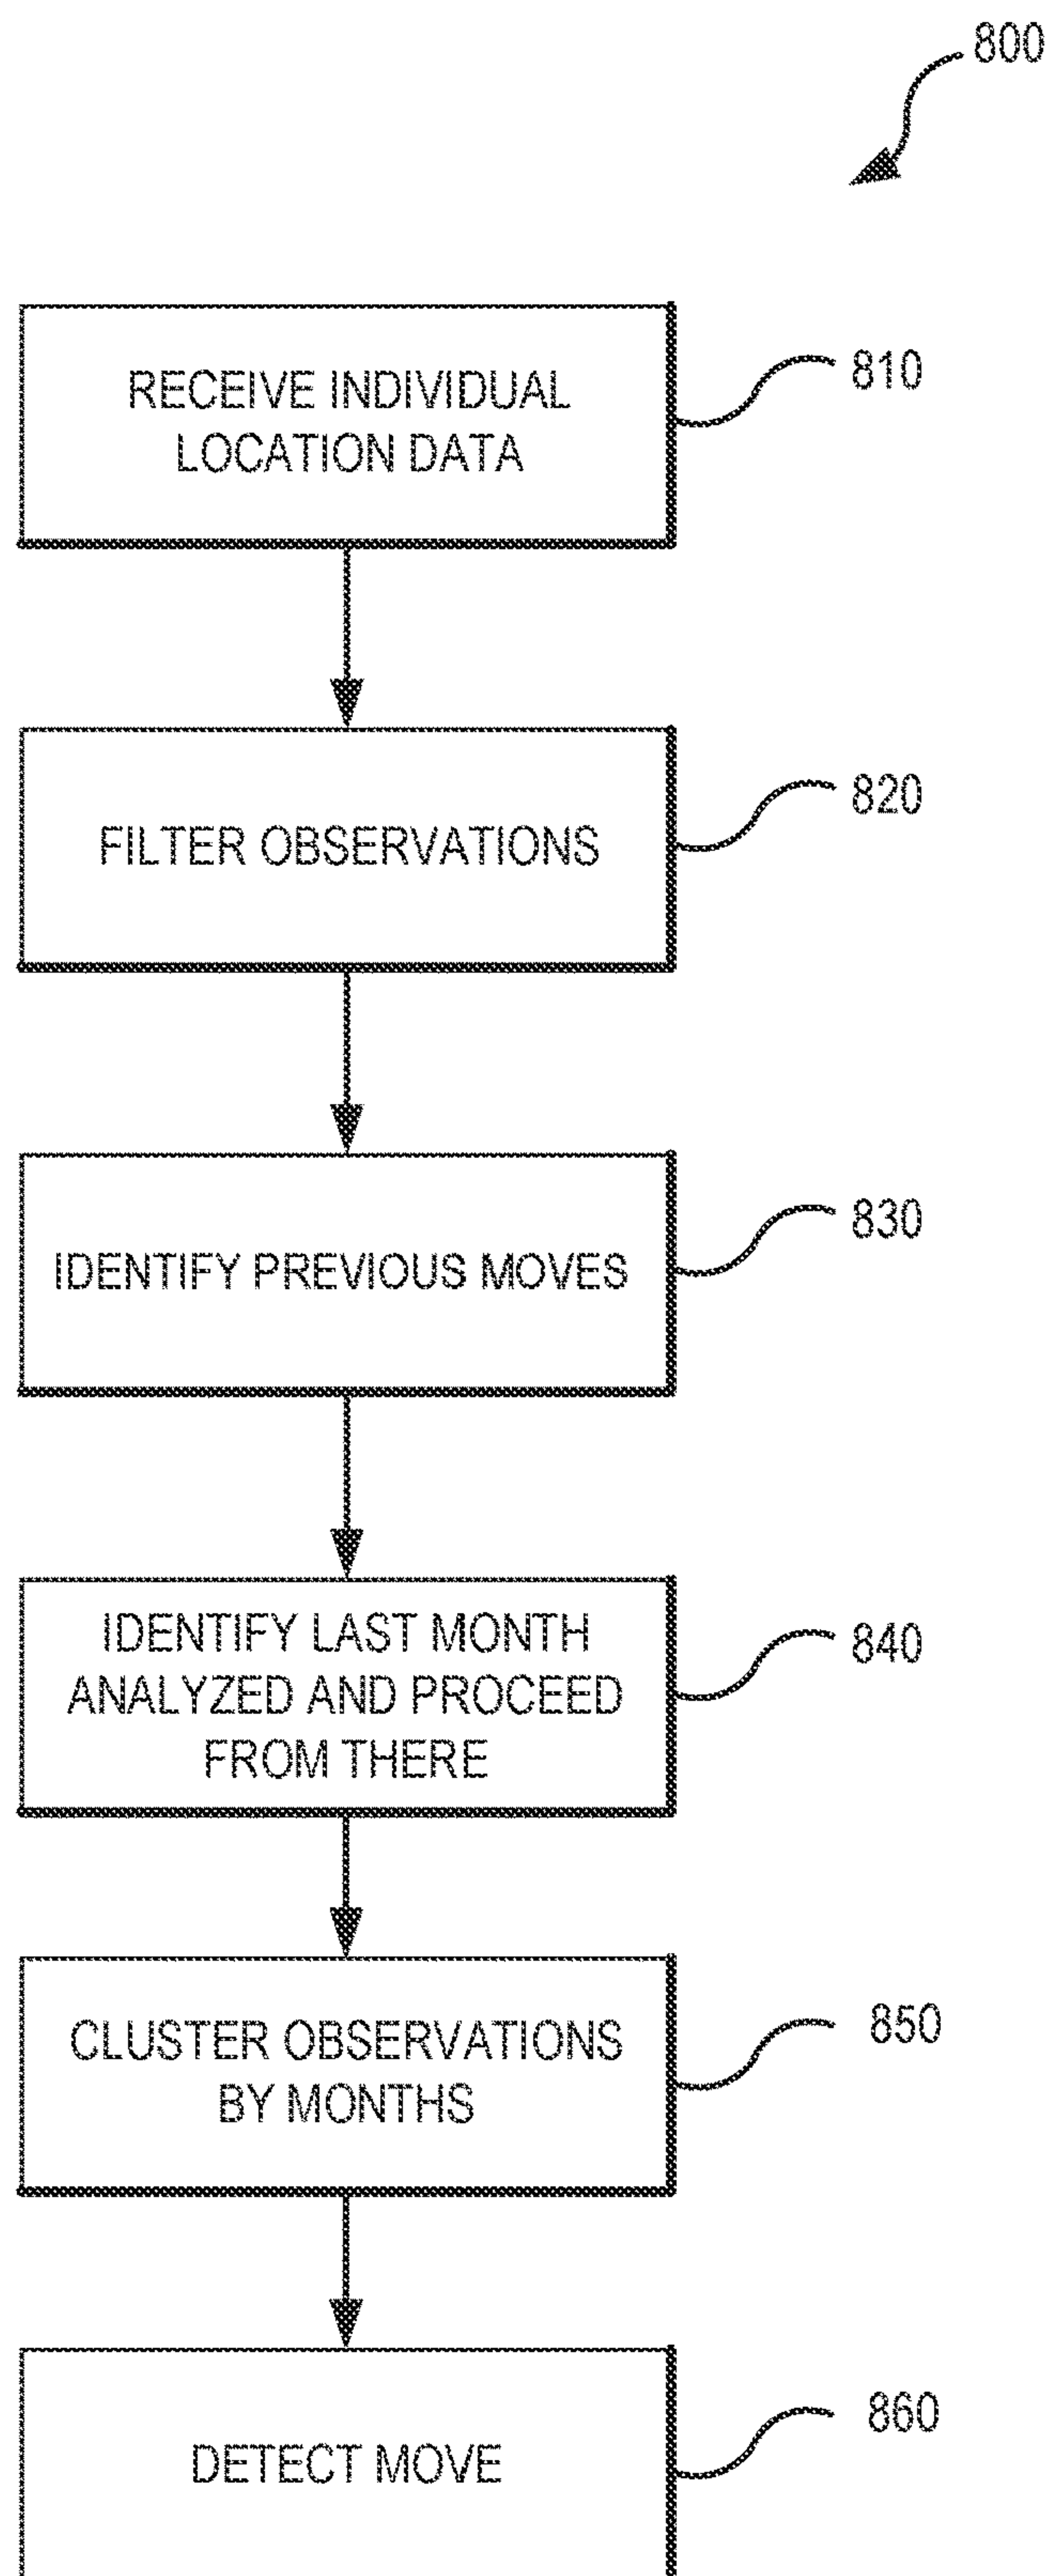 800
RECEIVE INDIVIDUAL
LOCATION DATA
810
FILTER OBSERVATIONS
820
IDENTIFY PREVIOUS MOVES
830
IDENTIFY LAST MONTH
ANALYZED AND PROCEED
FROM THERE
840
CLUSTER OBSERVATIONS
BY MONTHS
850
DETECT MOVE
860